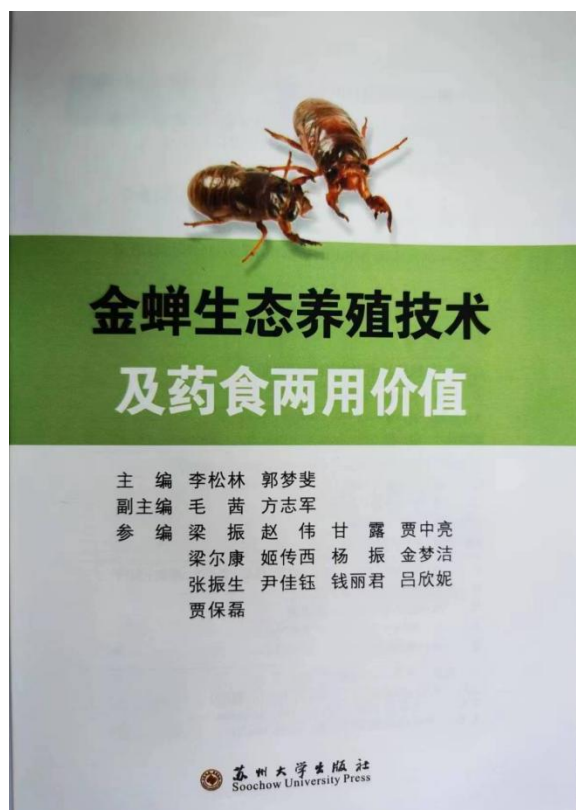 金蝉生态养殖技术
及药食两用价值
主 编 李松林 郭梦斐
副主编 毛 茜 方志军
参 编 梁 振 赵 伟 甘 露 贾中亮
梁尔康 姬传西 杨 振 金梦洁
张振生 尹佳钰 钱丽君 吕欣妮
贾保磊
苏州大学出版社
Soochow University Press